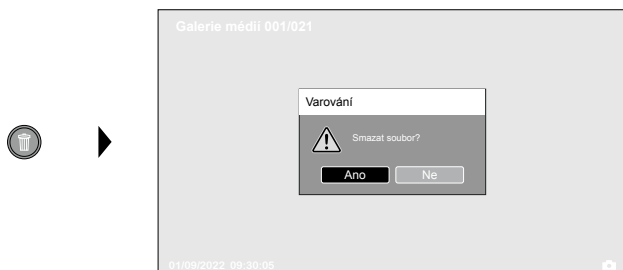 Galerie médií 001/021
Varování
Smazat soubor?
Ano Ne
01/09/2022 09:30:05